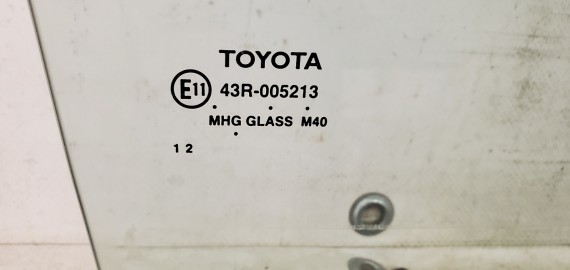 TOYOTA
E11 43R-005213
MHG GLASS M40
1 2